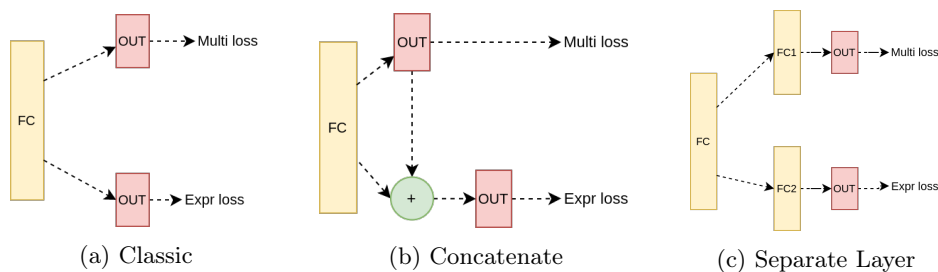 OUT
Multi loss
FC
OUT
Expr loss
(a) Classic
OUT
Multi loss
FC
+
OUT
Expr loss
(b) Concatenate
FC1
OUT
Multi loss
FC
FC2
OUT
Expr loss
(c) Separate Layer